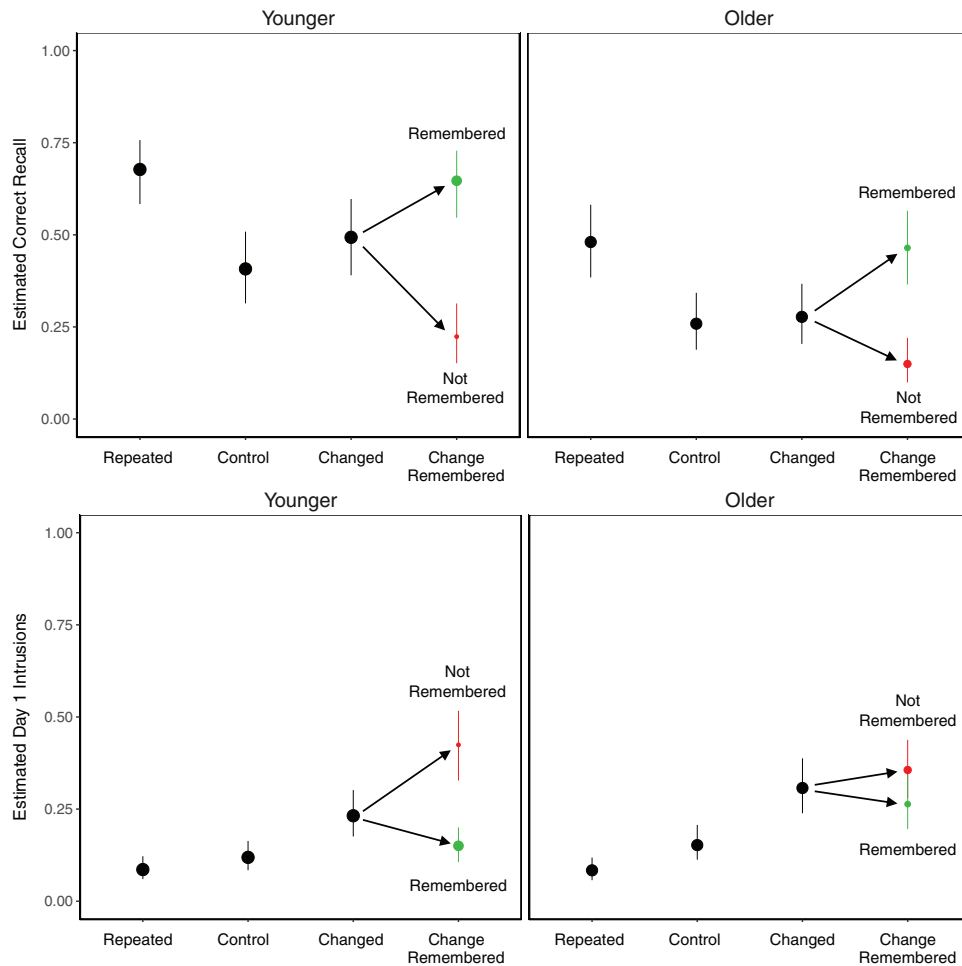 Younger
Older
Estimated Correct Recall
1.00
0.75
0.50
0.25
0.00
Remembered
Not
Remembered
Remembered
Not
Remembered
Repeated
Control
Changed
Change
Remembered
Repeated
Control
Changed
Change
Remembered
Younger
Older
Estimated Day 1 Intrusions
1.00
0.75
0.50
0.25
0.00
Not
Remembered
Remembered
Not
Remembered
Remembered
Repeated
Control
Changed
Change
Remembered
Repeated
Control
Changed
Change
Remembered